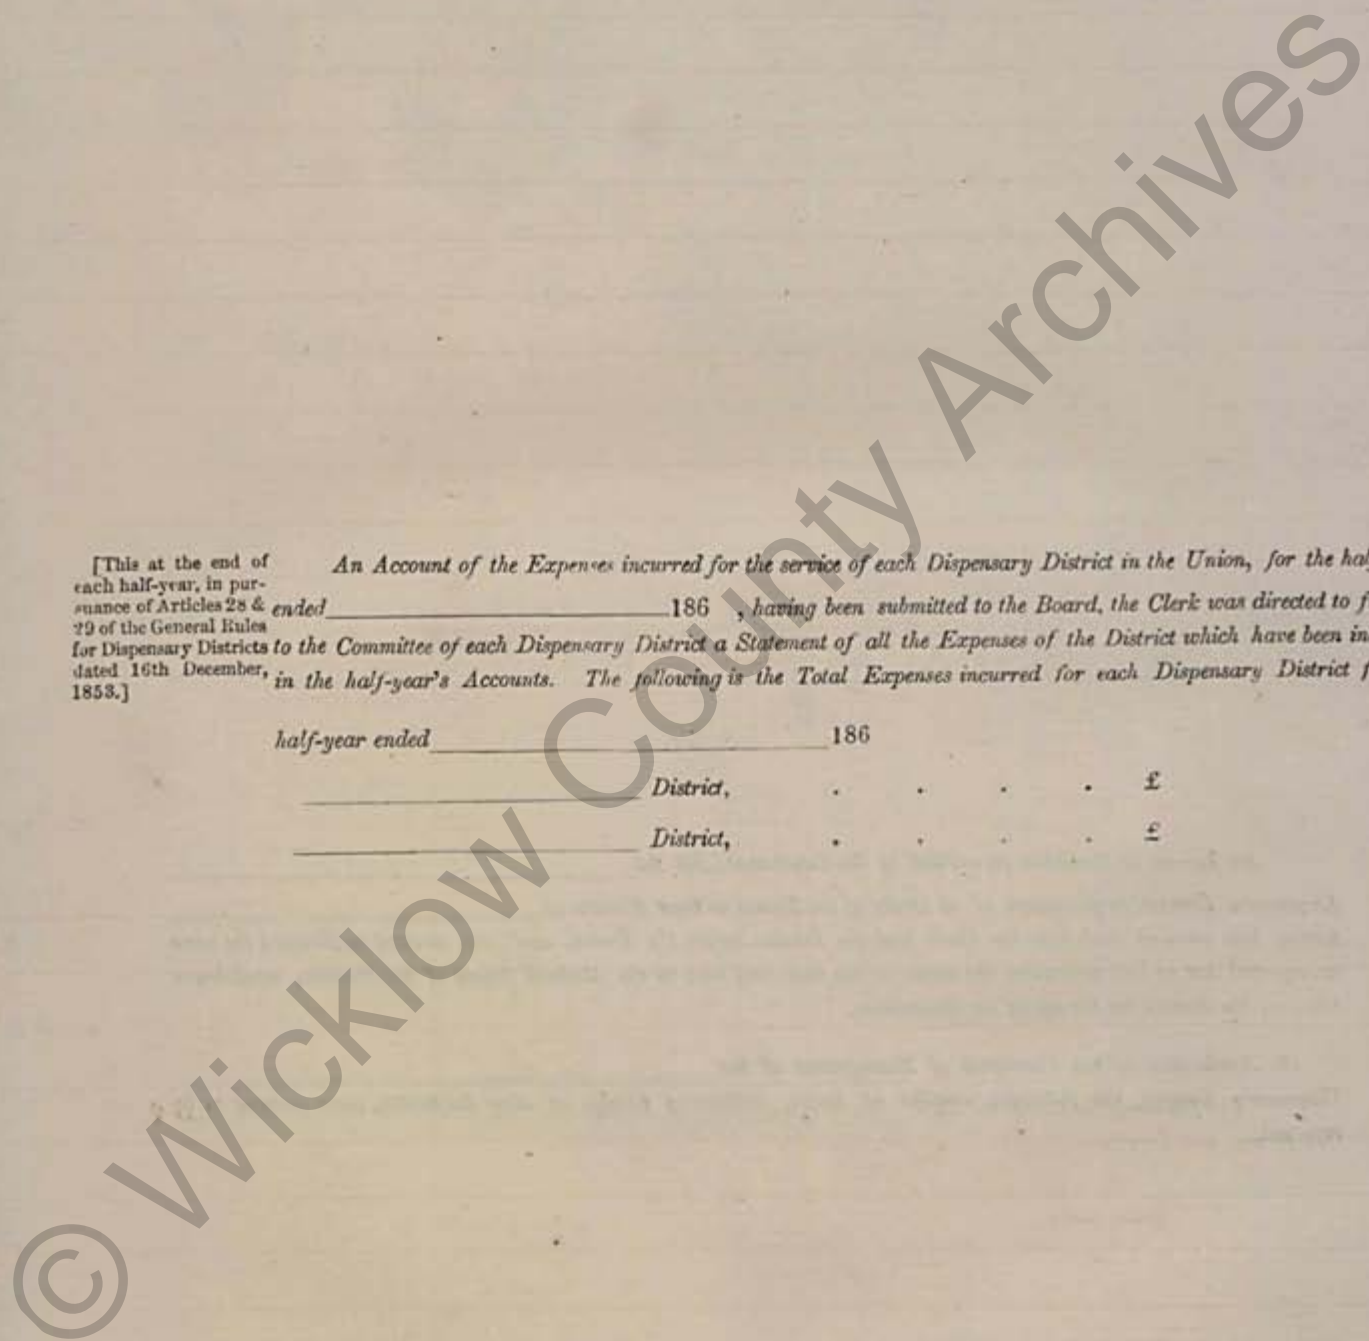 [This at the end of
each half-year, in pur-
suance of Articles 28 &
29 of the General Rules
for Dispensary Districts
dated 16th December,
1853.]
An Account of the Expenses incurred for the service of each Dispensary District in the Union, for the half
ended 186 , having been submitted to the Board, the Clerk was directed to f
to the Committee of each Dispensary District a Statement of all the Expenses of the District which have been in
in the half-year's Accounts. The following is the Total Expenses incurred for each Dispensary District f
half-year ended 186
District, . . . . £
District, . . . . £
© Wicklow County Archives